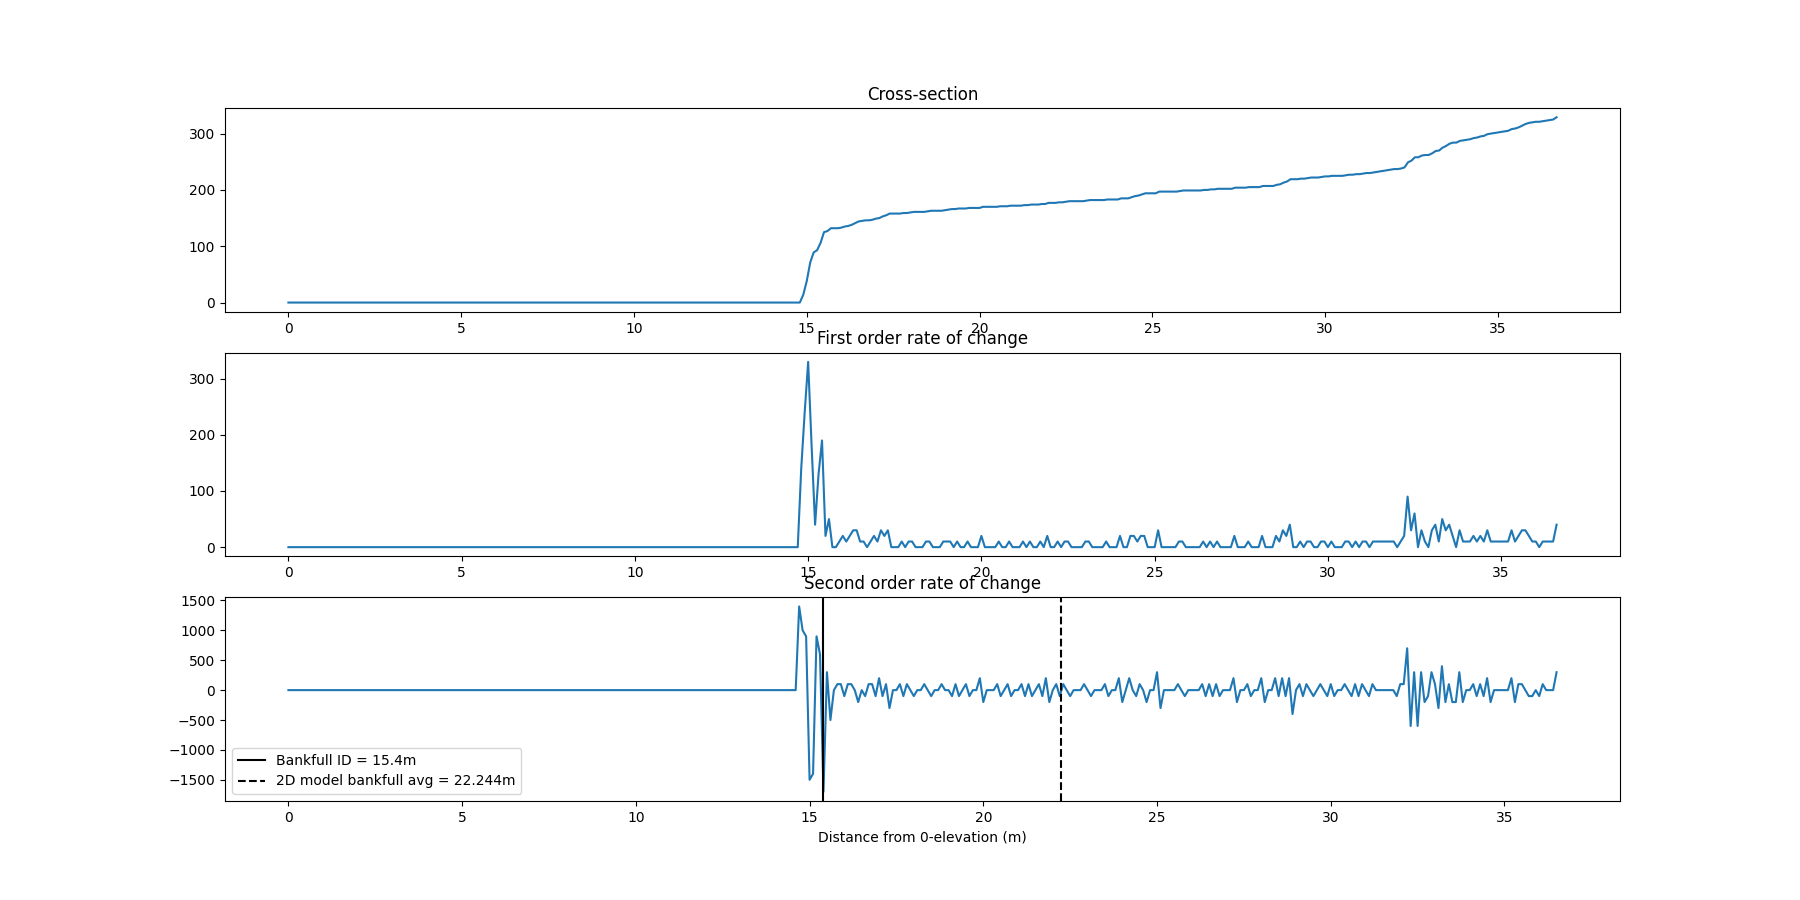 Cross-section
300
200
100
0
0 5 10 15 20 25 30 35
First order rate of change
300
200
100
0
0 5 10 15 20 25 30 35
Second order rate of change
1500
1000
500
0
−500
−1000
−1500
Bankfull ID = 15.4m
2D model bankfull avg = 22.244m
0 5 10 15 20 25 30 35
Distance from 0-elevation (m)